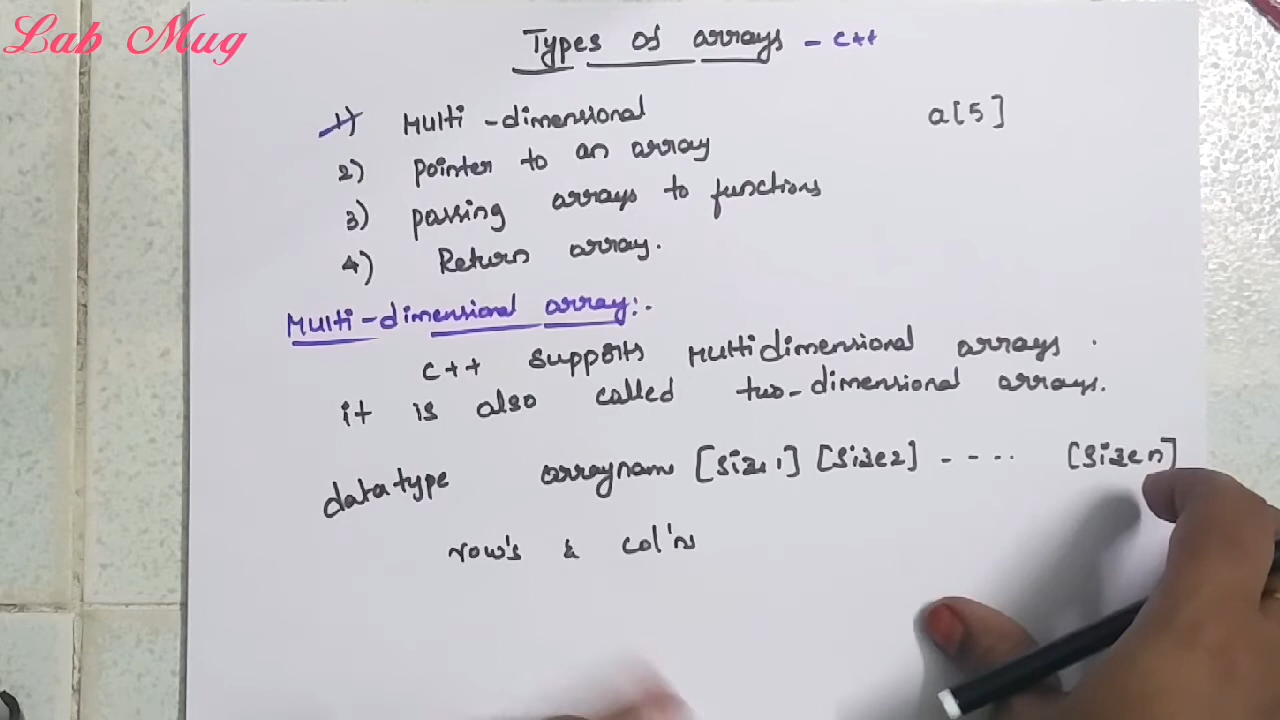 Lab Mug
Types of arrays - c++
1) Multi-dimensional
a[5]
2) pointer to an array
3) passing arrays to functions
4) Return array.
Multi-dimensional array:-
c++ supports Multidimensional arrays.
it is also called two-dimensional arrays.
datatype arrayname [size1] [size2] ---- [sizen]
row's & col'ns